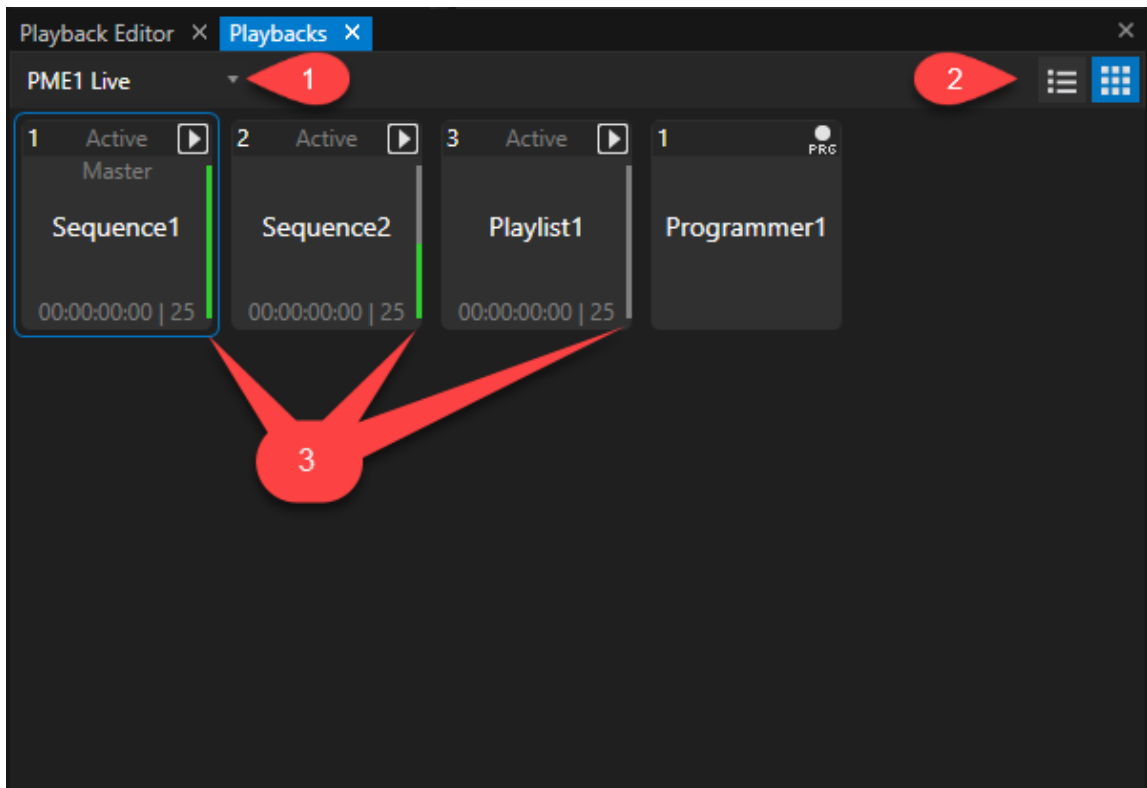 Playback Editor Playbacks
PME1 Live 1 2
1 Active
Master
Sequence1
00:00:00:00 | 25
2 Active
Sequence2
00:00:00:00 | 25
3 Active
Playlist1
00:00:00:00 | 25
1 PRG
Programmer1
3